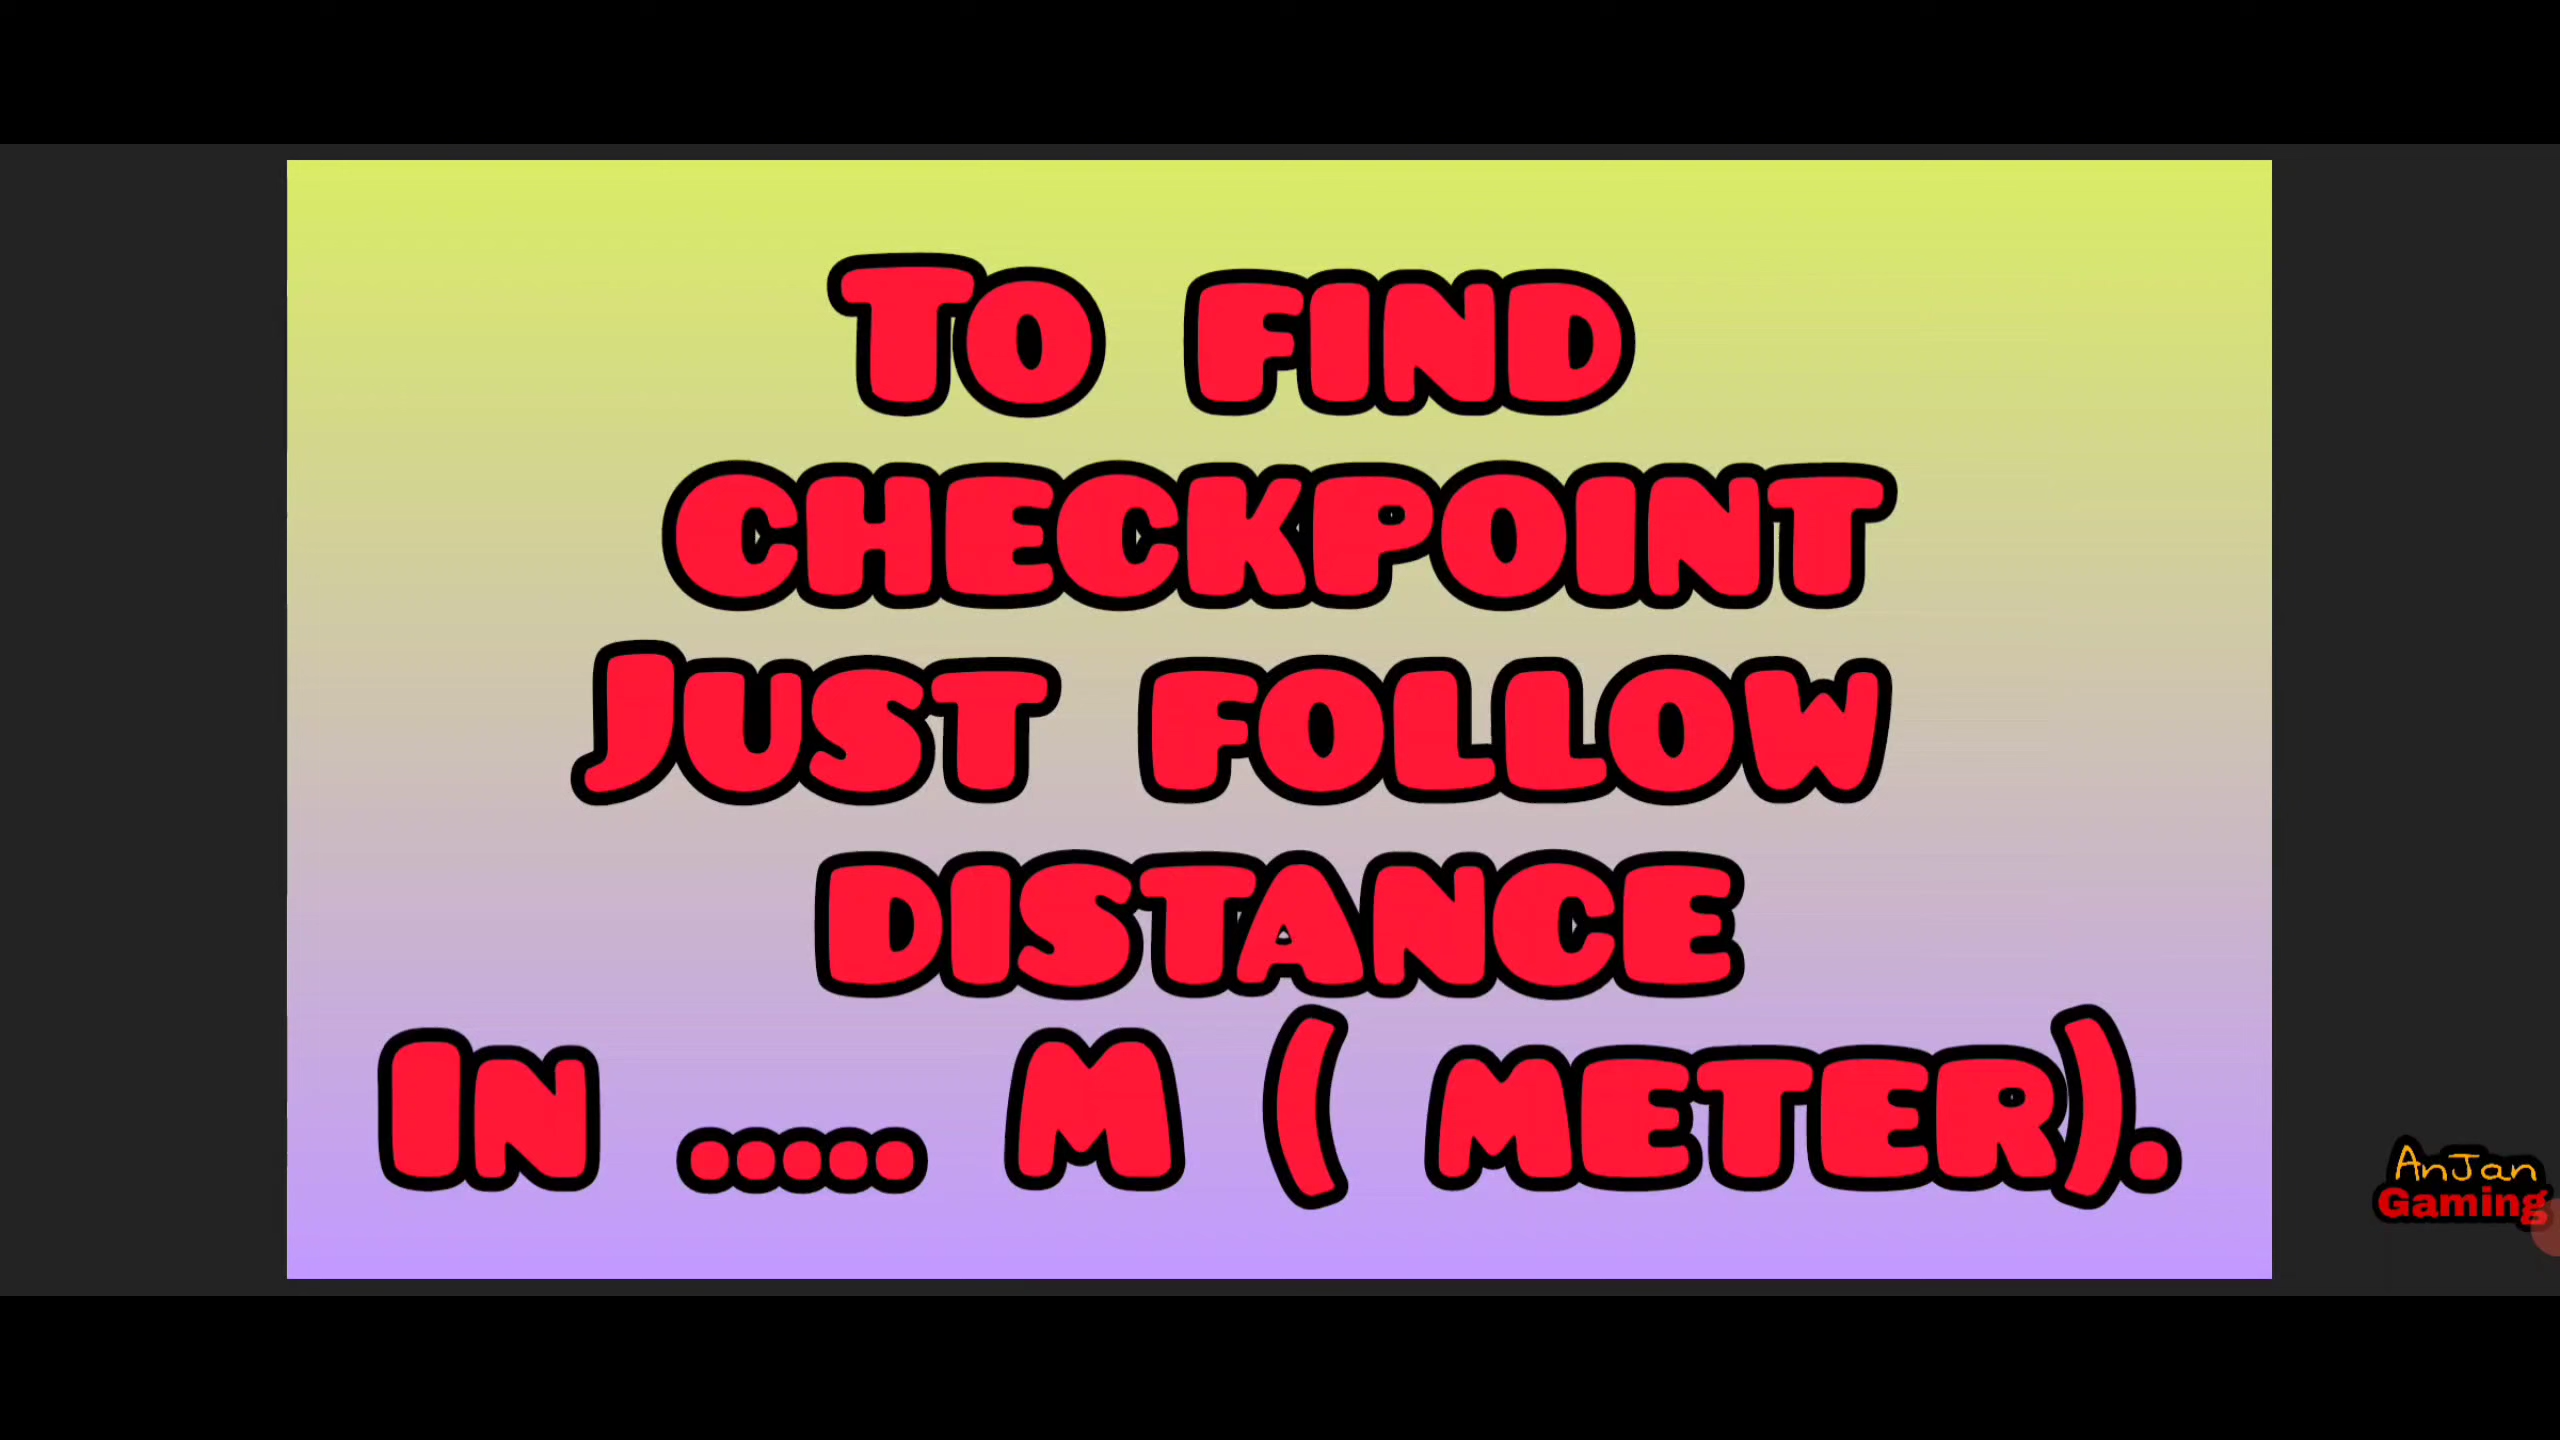 To find
checkpoint
Just follow
distance
In ..... M ( meter).
AnJan
Gaming